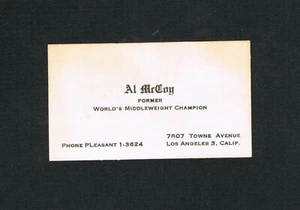 Al McCoy
FORMER
WORLD'S MIDDLEWEIGHT CHAMPION
PHONE PLEASANT 1-3624
7807 TOWNE AVENUE
LOS ANGELES 3, CALIF.